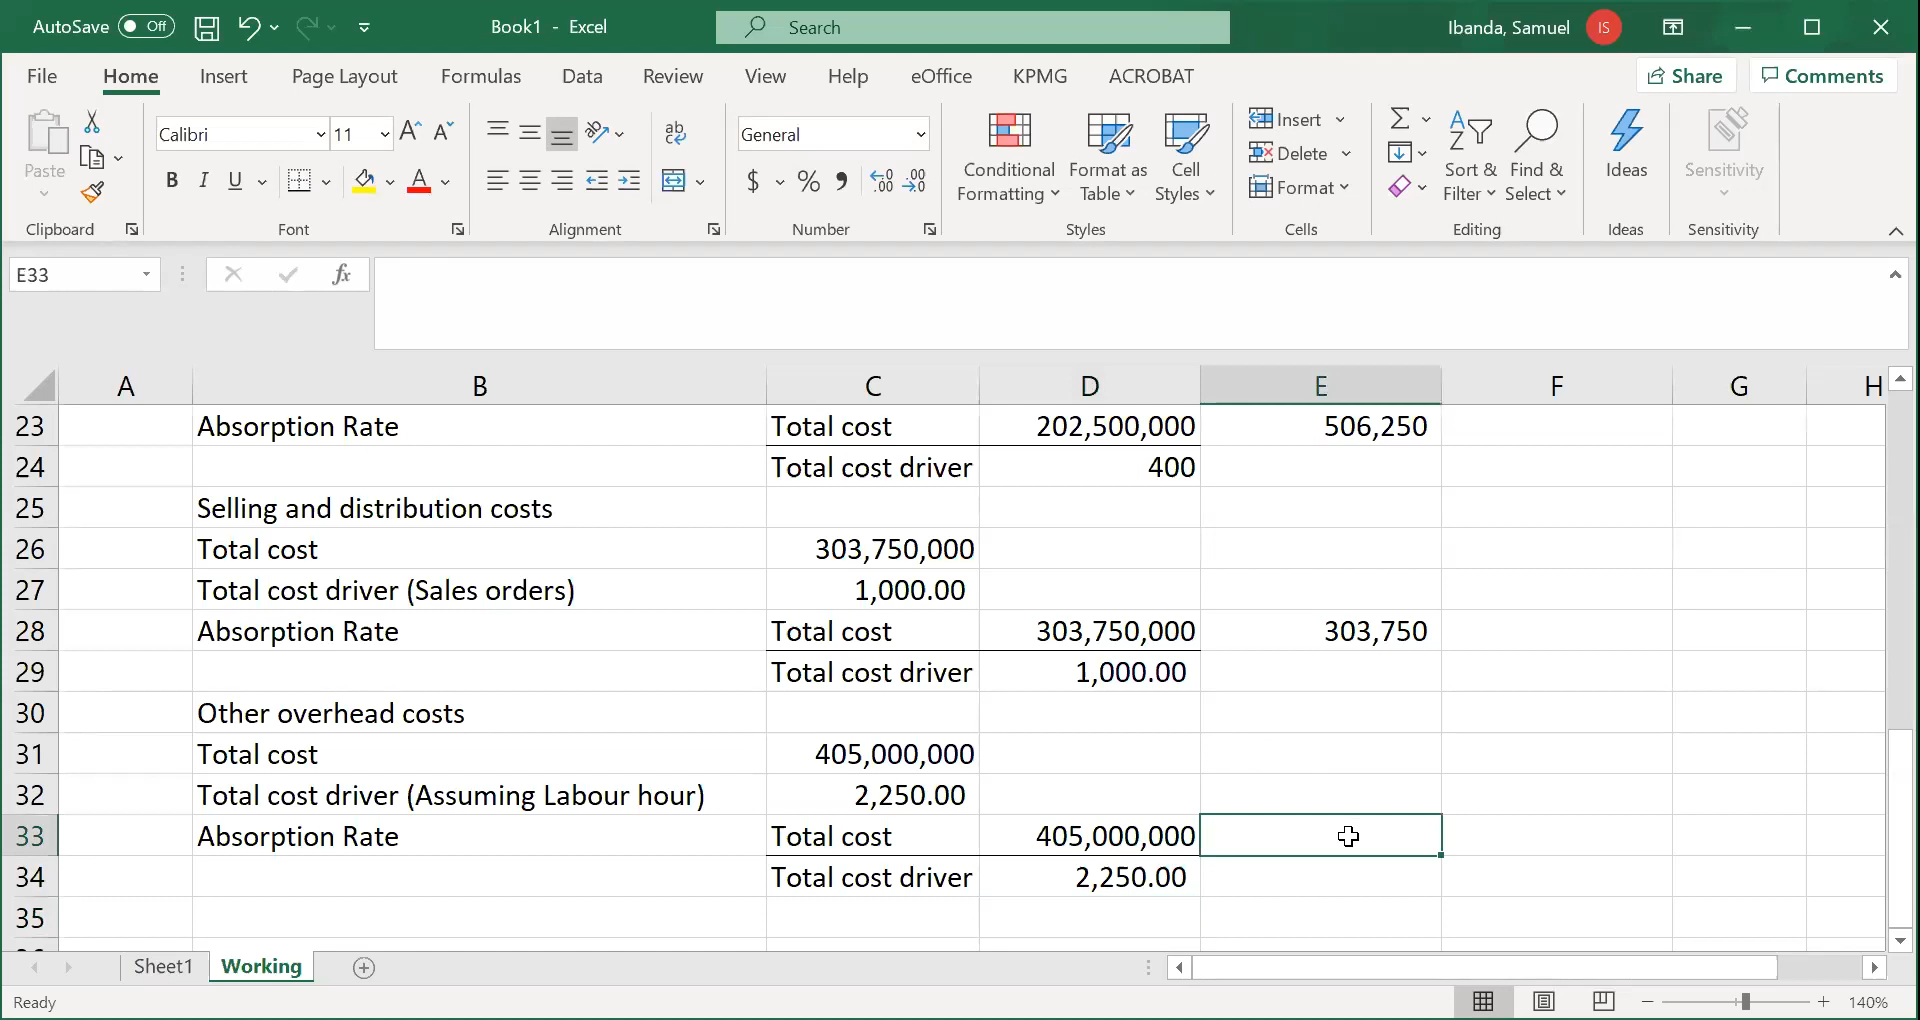 AutoSave Off Book1 - Excel Search Ibanda, Samuel IS
File Home Insert Page Layout Formulas Data Review View Help eOffice KPMG ACROBAT Share Comments
Paste Calibri 11 A A ab General Conditional Formatting Format as Table Cell Styles Insert Delete Format Sort & Filter Find & Select Ideas Sensitivity
B I U A $ % .00 .00
Clipboard Font Alignment Number Styles Cells Editing Ideas Sensitivity
E33 fx
A B C D E F G H
23 Absorption Rate Total cost 202,500,000 506,250
24 Total cost driver 400
25 Selling and distribution costs
26 Total cost 303,750,000
27 Total cost driver (Sales orders) 1,000.00
28 Absorption Rate Total cost 303,750,000 303,750
29 Total cost driver 1,000.00
30 Other overhead costs
31 Total cost 405,000,000
32 Total cost driver (Assuming Labour hour) 2,250.00
33 Absorption Rate Total cost 405,000,000
34 Total cost driver 2,250.00
35
Sheet1 Working
Ready 140%